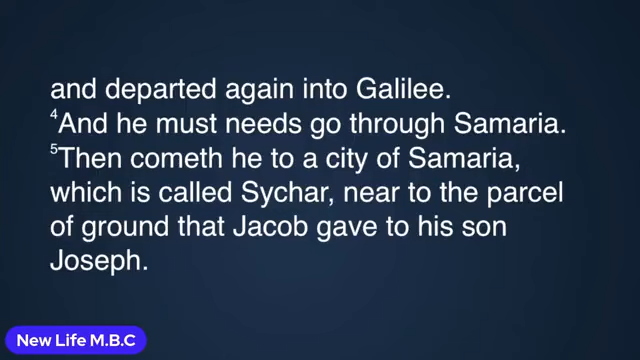 and departed again into Galilee.
4And he must needs go through Samaria.
5Then cometh he to a city of Samaria,
which is called Sychar, near to the parcel
of ground that Jacob gave to his son
Joseph.
New Life M.B.C